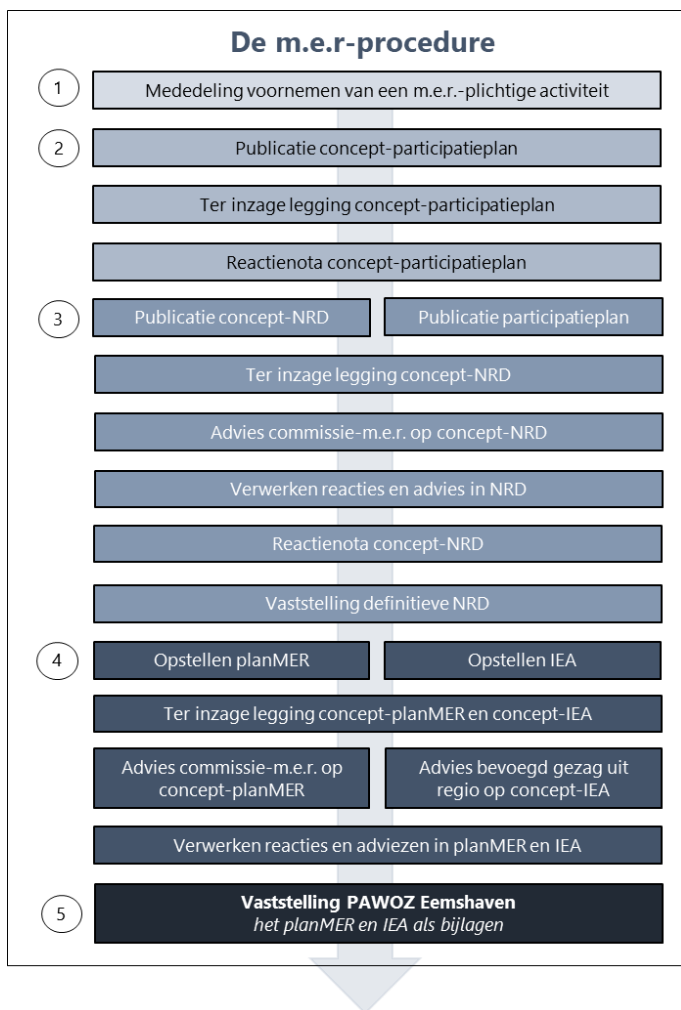 De m.e.r-procedure
1
Mededeling voornemen van een m.e.r.-plichtige activiteit
2
Publicatie concept-participatieplan
Ter inzage legging concept-participatieplan
Reactienota concept-participatieplan
3
Publicatie concept-NRD
Publicatie participatieplan
Ter inzage legging concept-NRD
Advies commissie-m.e.r. op concept-NRD
Verwerken reacties en advies in NRD
Reactienota concept-NRD
Vaststelling definitieve NRD
4
Opstellen planMER
Opstellen IEA
Ter inzage legging concept-planMER en concept-IEA
Advies commissie-m.e.r. op
concept-planMER
Advies bevoegd gezag uit
regio op concept-IEA
Verwerken reacties en adviezen in planMER en IEA
5
Vaststelling PAWOZ Eemshaven
het planMER en IEA als bijlagen